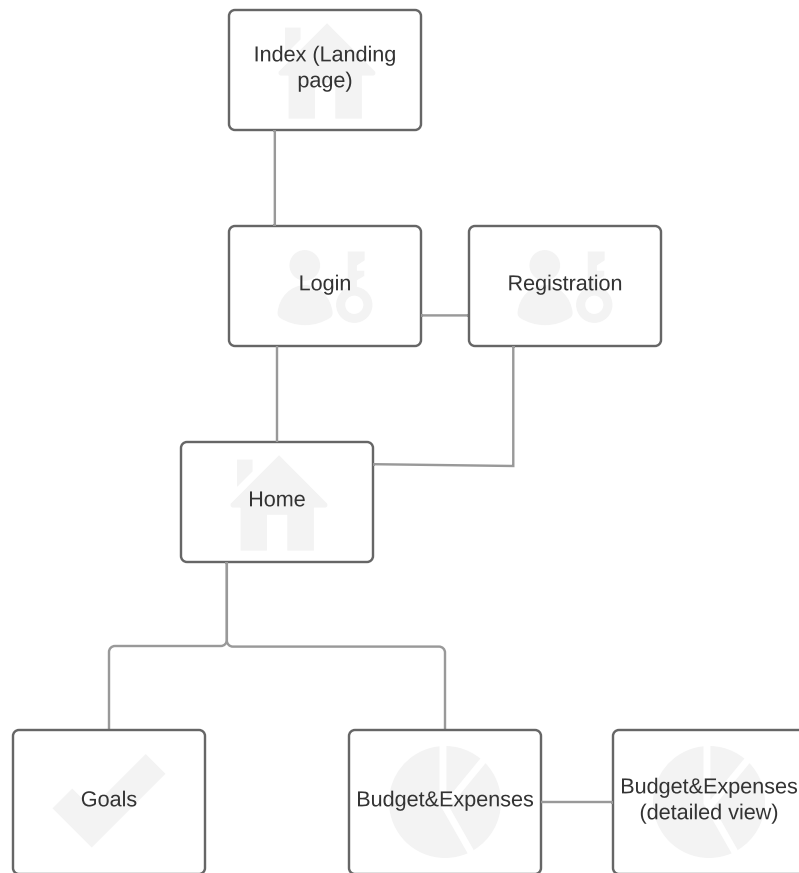 Index (Landing
page)
Login
Registration
Home
Goals
Budget&Expenses
Budget&Expenses
(detailed view)